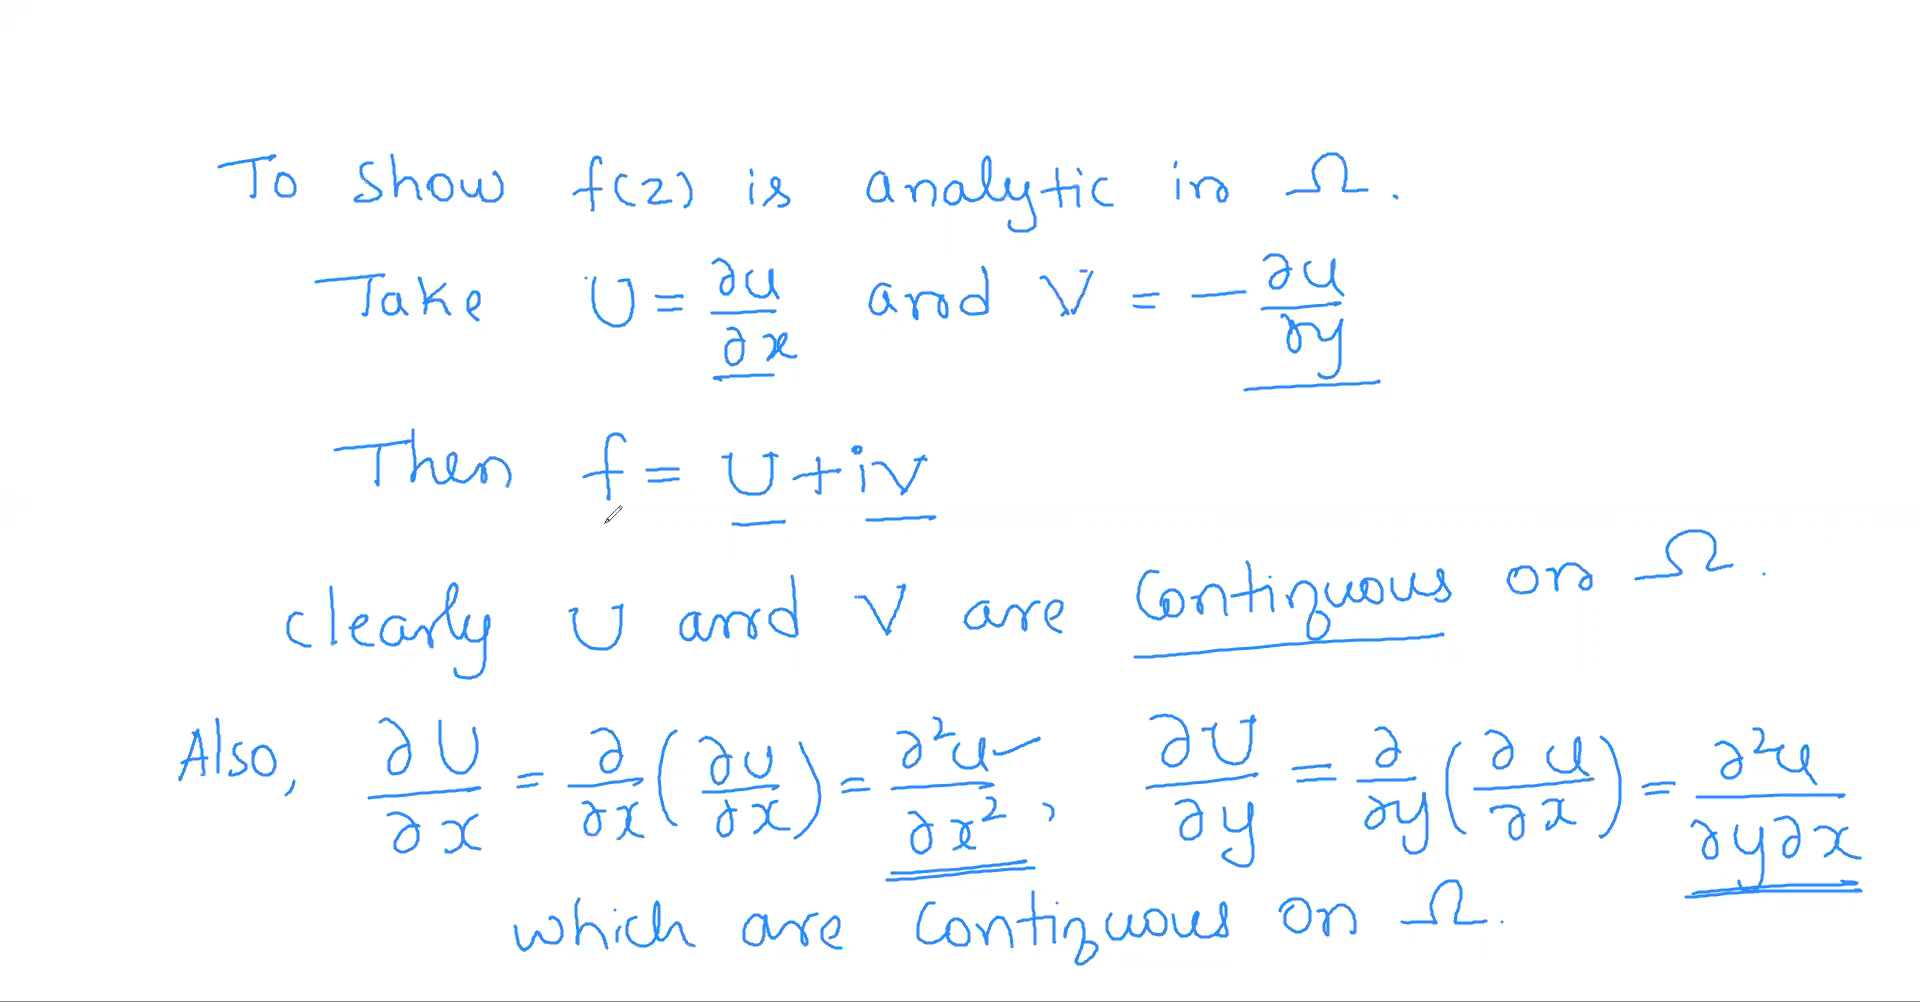 To show f(z) is analytic in Ω.
Take U = ∂u/∂x and V = - ∂u/∂y
Then f = U + iV
clearly U and V are continuous on Ω.
Also, ∂U/∂x = ∂/∂x (∂u/∂x) = ∂²u/∂x², ∂U/∂y = ∂/∂y (∂u/∂x) = ∂²u/∂y∂x
which are continuous on Ω.